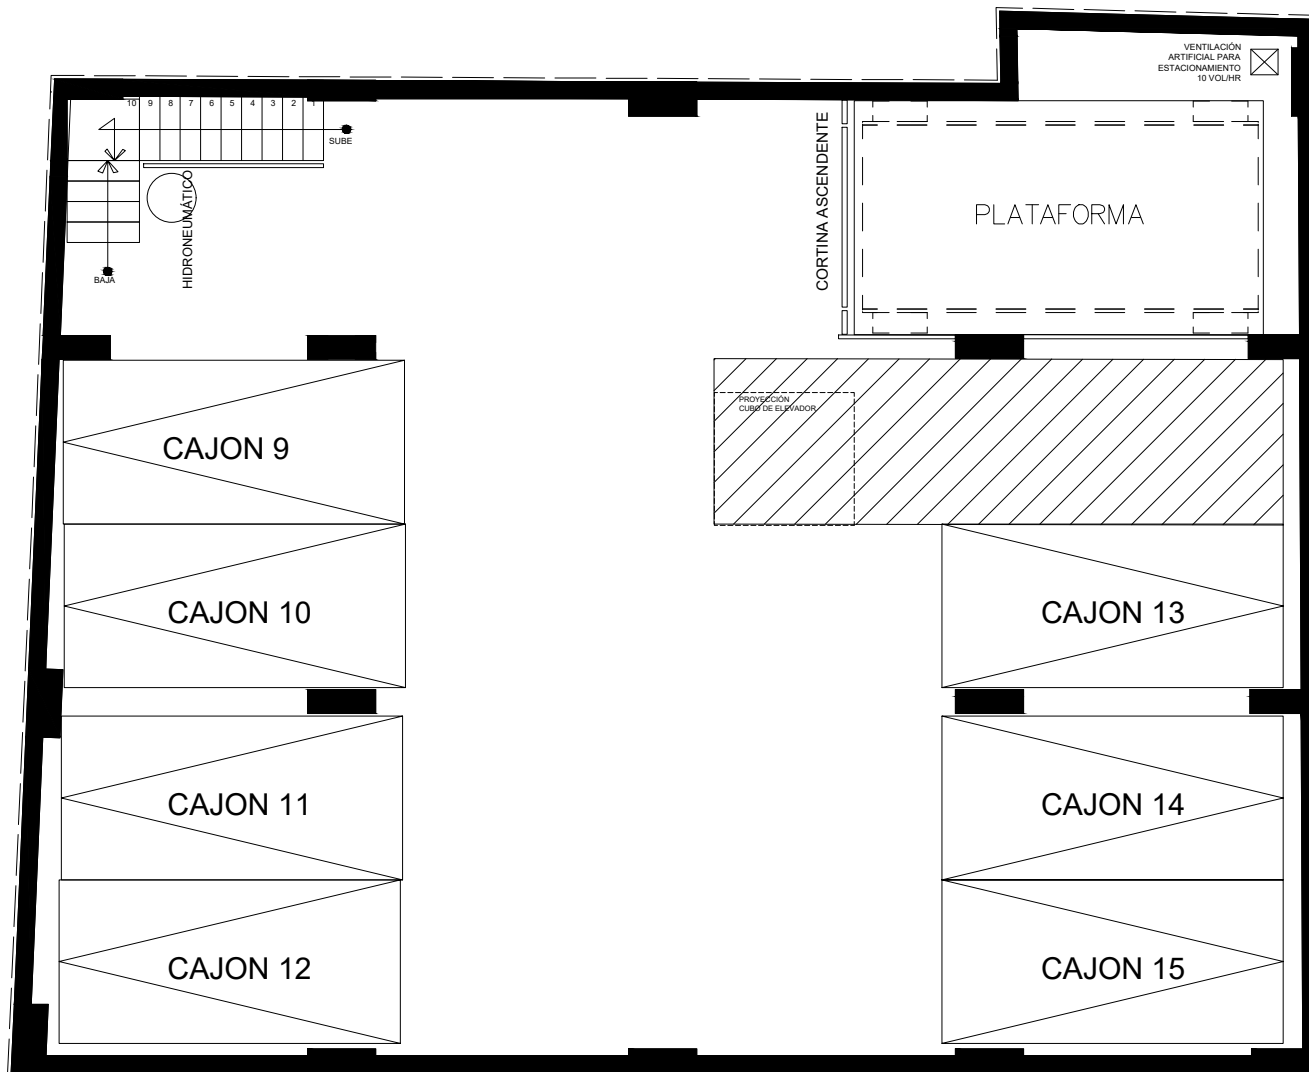 VENTILACIÓN
ARTIFICIAL PARA
ESTACIONAMIENTO
10 VOL/HR
10 9 8 7 6 5 4 3 2 1
SUBE
HIDRONEUMÁTICO
BAJA
CORTINA ASCENDENTE
PLATAFORMA
PROYECCIÓN
CUBO DE ELEVADOR
CAJON 9
CAJON 10
CAJON 13
CAJON 11
CAJON 14
CAJON 12
CAJON 15